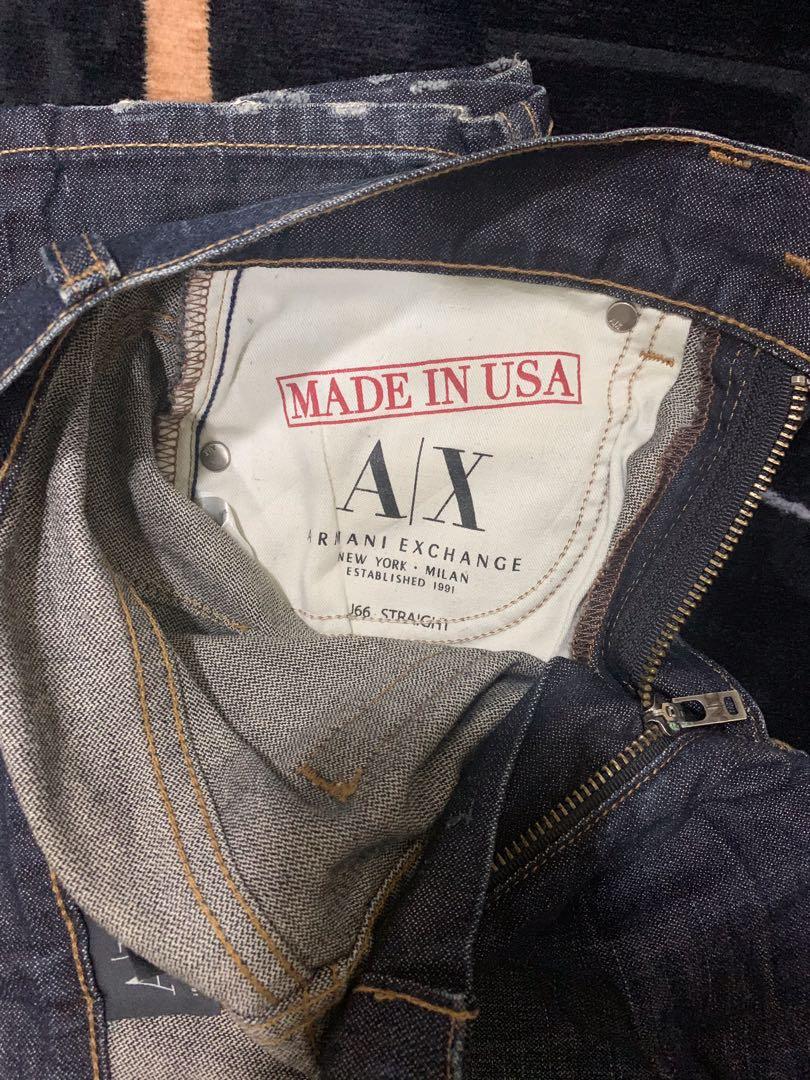 MADE IN USA
A|X
ARMANI EXCHANGE
NEW YORK · MILAN
ESTABLISHED 1991
J66 · STRAIGHT